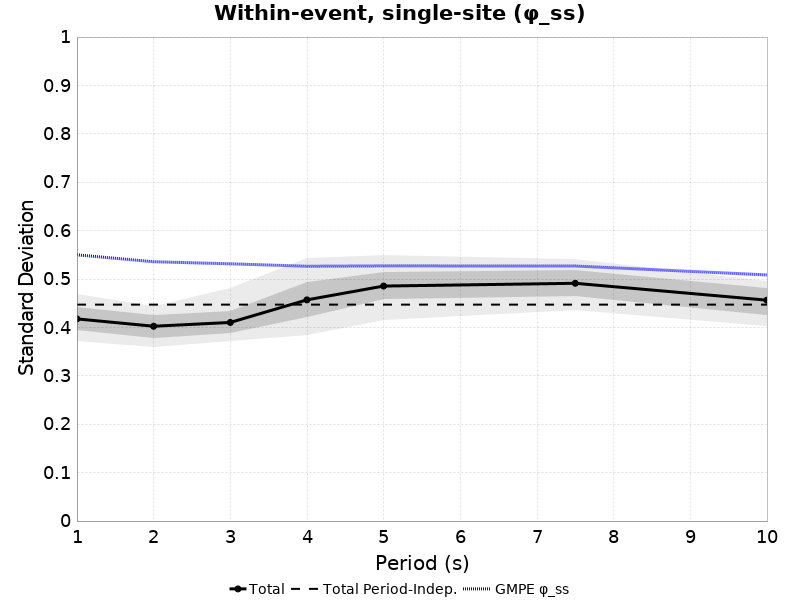 Within-event, single-site (φ_ss)
1
0.9
0.8
0.7
0.6
0.5
0.4
0.3
0.2
0.1
0
Standard Deviation
1 2 3 4 5 6 7 8 9 10
Period (s)
Total Total Period-Indep. GMPE φ_ss